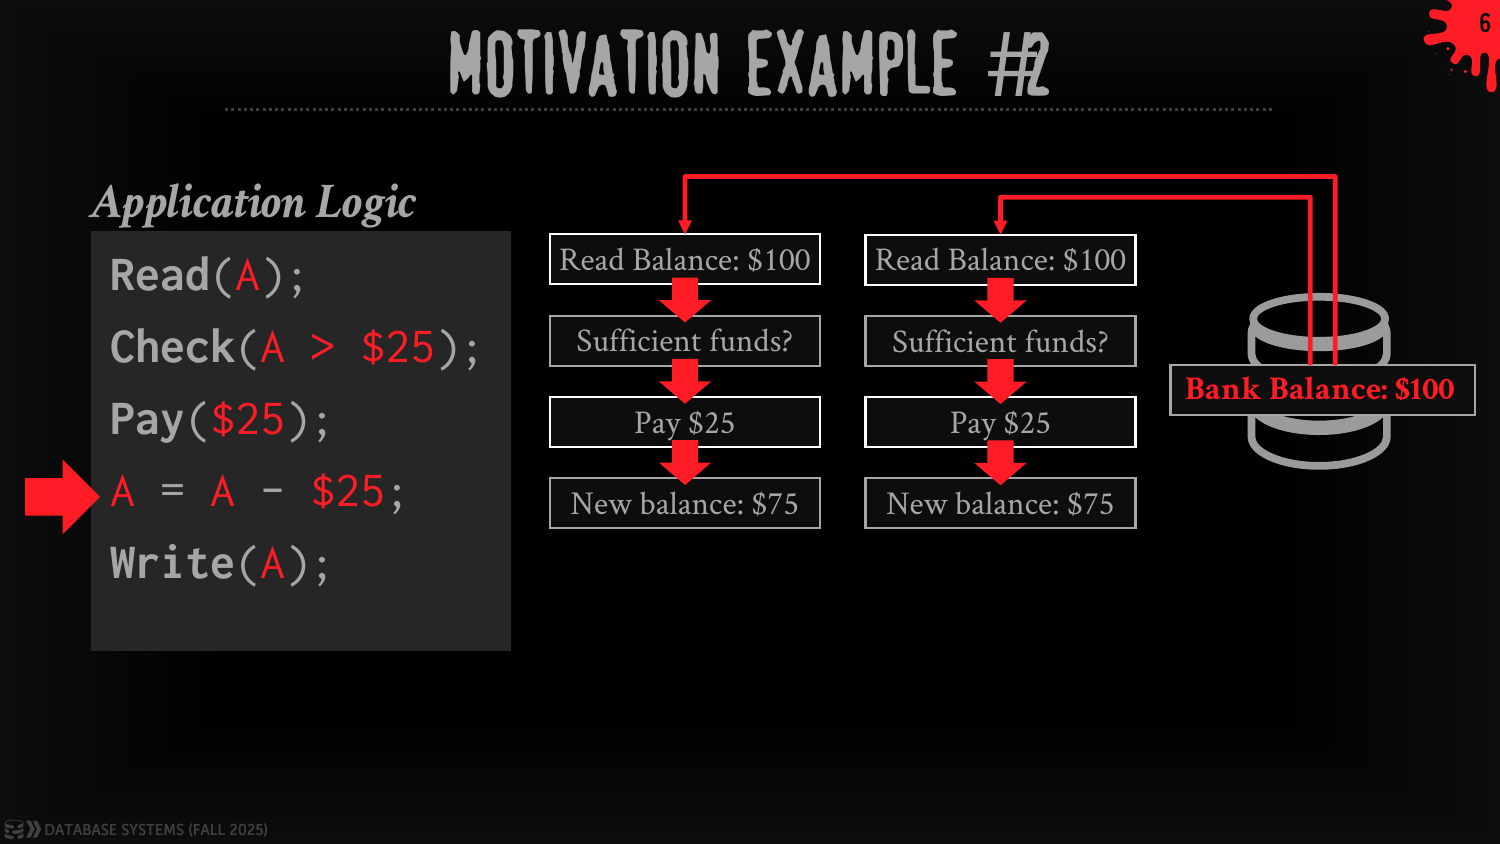 6
MOTIVATION EXAMPLE #2
Application Logic
Read(A);
Check(A > $25);
Pay($25);
A = A - $25;
Write(A);
Read Balance: $100
Sufficient funds?
Pay $25
New balance: $75
Read Balance: $100
Sufficient funds?
Pay $25
New balance: $75
Bank Balance: $100
DATABASE SYSTEMS (FALL 2025)